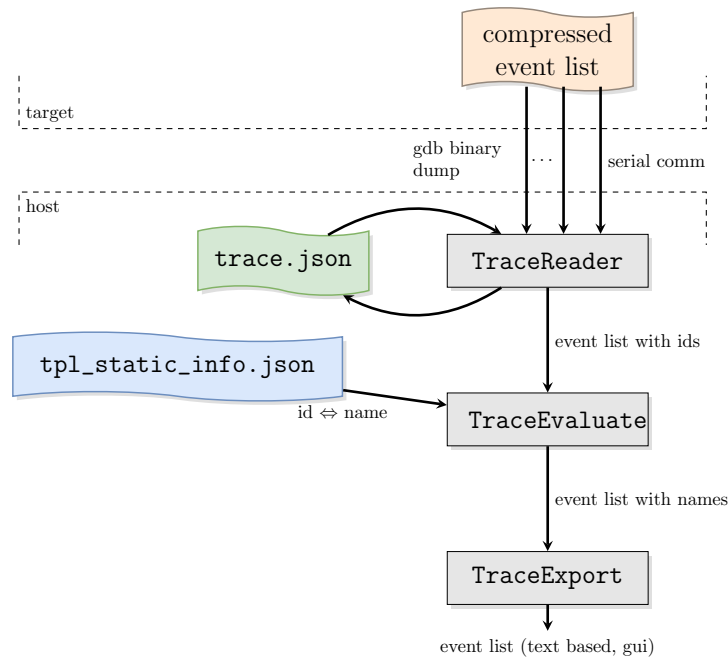 compressed
event list
target
gdb binary
dump
...
serial comm
host
trace.json
TraceReader
event list with ids
tpl_static_info.json
id ⇔ name
TraceEvaluate
event list with names
TraceExport
event list (text based, gui)